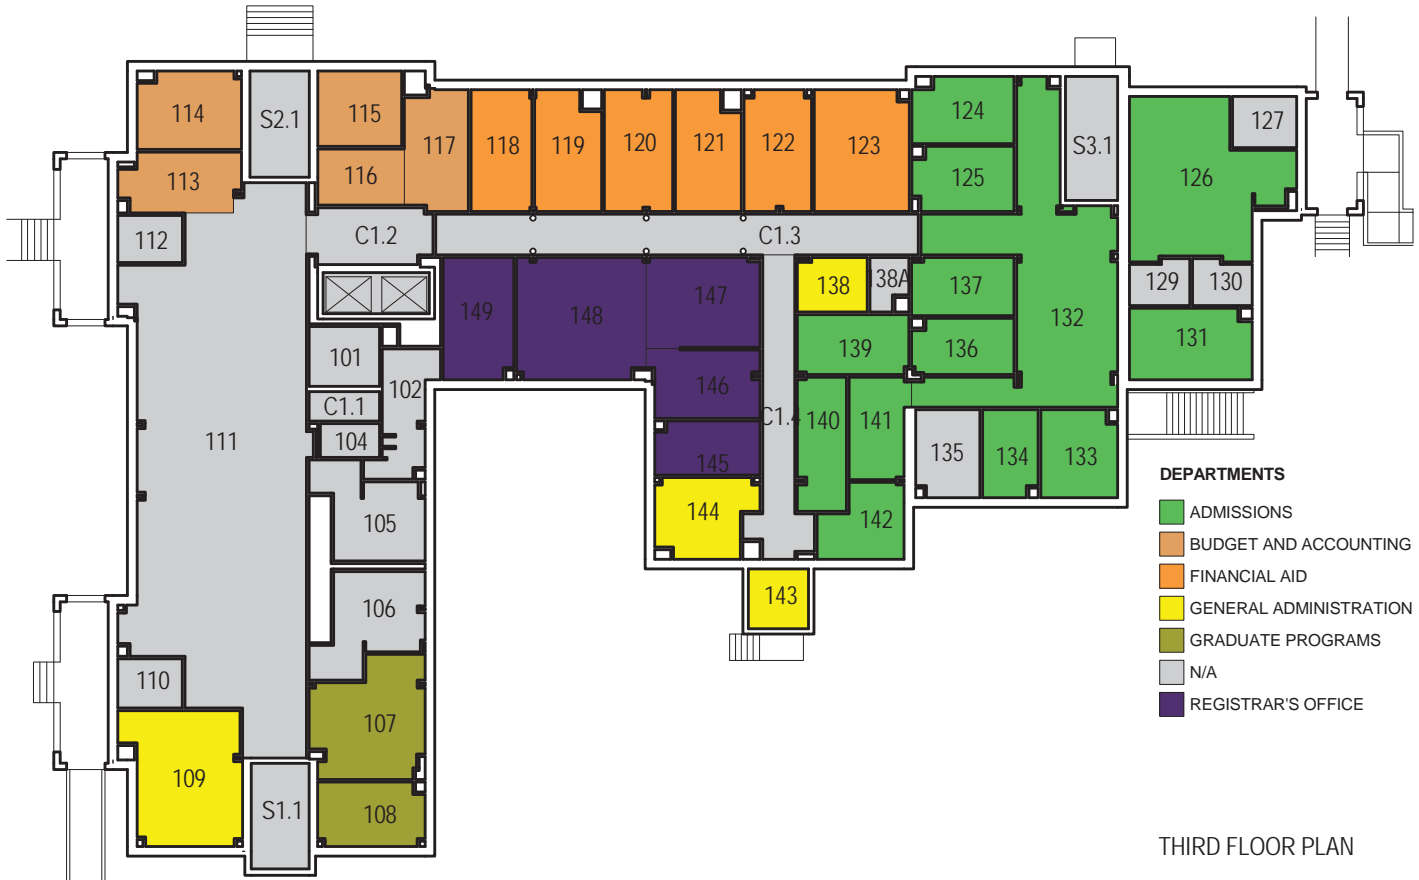 114
S2.1
115
117
118
119
120
121
122
123
124
S3.1
127
113
116
125
126
112
C1.2
C1.3
149
148
147
138
138A
137
132
129
130
101
102
139
136
131
C1.1
104
111
146
145
C1.4
140
141
135
134
133
105
144
142
106
143
110
107
109
108
S1.1
DEPARTMENTS
ADMISSIONS
BUDGET AND ACCOUNTING
FINANCIAL AID
GENERAL ADMINISTRATION
GRADUATE PROGRAMS
N/A
REGISTRAR'S OFFICE
THIRD FLOOR PLAN